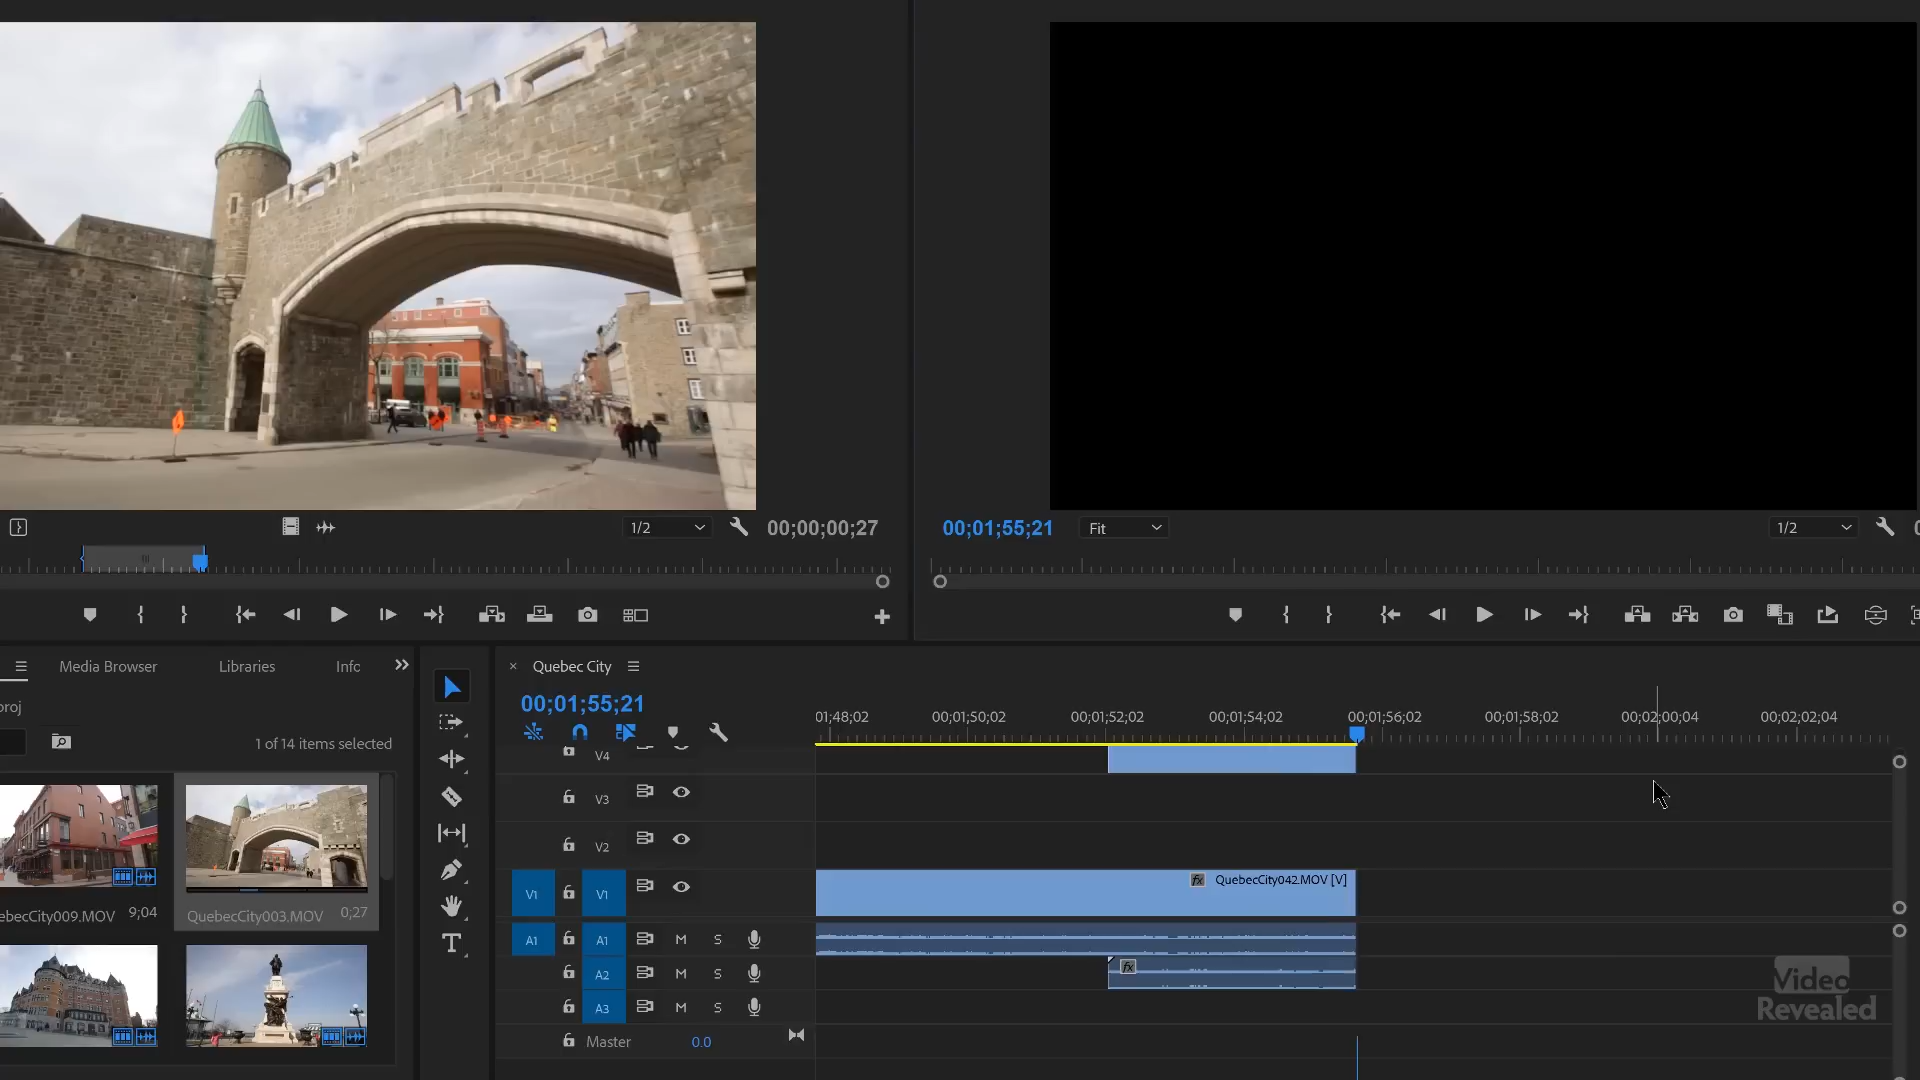 1/2
00;00;00;27
00;01;55;21
Fit
1/2
Media Browser
Libraries
Info
× Quebec City
00;01;55;21
01;48;02
00;01;50;02
00;01;52;02
00;01;54;02
00;01;56;02
00;01;58;02
00;02;00;04
00;02;02;04
proj
1 of 14 items selected
V4
V3
V2
V1
V1
QuebecCity042.MOV [V]
fx
ebecCity009.MOV
9;04
QuebecCity003.MOV
0;27
A1
A1
M
S
A2
M
S
fx
A3
M
S
Master
0.0
T
Video
Revealed